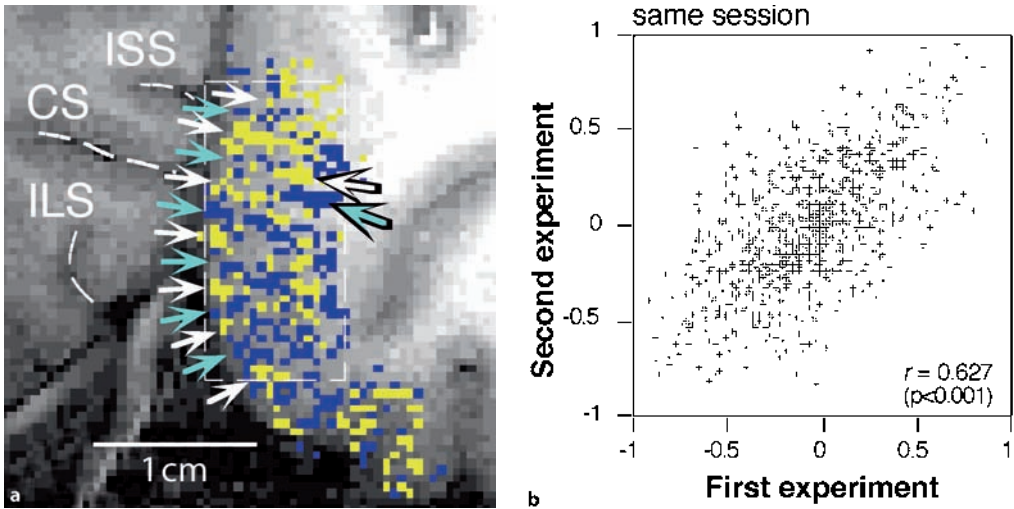 ISS
CS
ILS
1 cm
a
same session
1
0.5
0
-0.5
-1
Second experiment
r = 0.627
(p<0.001)
-1
-0.5
0
0.5
1
First experiment
b